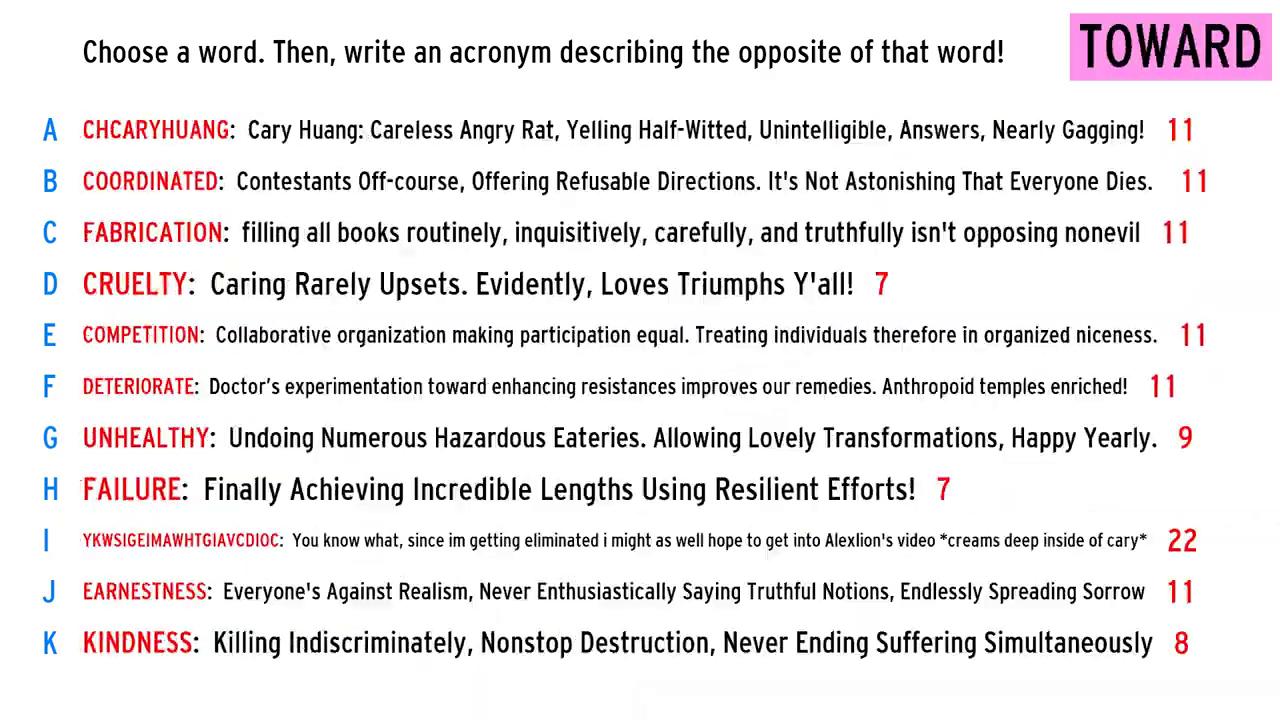 Choose a word. Then, write an acronym describing the opposite of that word! TOWARD
A CHCARYHUANG: Cary Huang: Careless Angry Rat, Yelling Half-Witted, Unintelligible, Answers, Nearly Gagging! 11
B COORDINATED: Contestants Off-course, Offering Refusable Directions. It's Not Astonishing That Everyone Dies. 11
C FABRICATION: filling all books routinely, inquisitively, carefully, and truthfully isn't opposing nonevil 11
D CRUELTY: Caring Rarely Upsets. Evidently, Loves Triumphs Y'all! 7
E COMPETITION: Collaborative organization making participation equal. Treating individuals therefore in organized niceness. 11
F DETERIORATE: Doctor’s experimentation toward enhancing resistances improves our remedies. Anthropoid temples enriched! 11
G UNHEALTHY: Undoing Numerous Hazardous Eateries. Allowing Lovely Transformations, Happy Yearly. 9
H FAILURE: Finally Achieving Incredible Lengths Using Resilient Efforts! 7
I YKWSIGEIMAWHTGIAVCDIOC: You know what, since im getting eliminated i might as well hope to get into Alexlion's video *creams deep inside of cary* 22
J EARNESTNESS: Everyone's Against Realism, Never Enthusiastically Saying Truthful Notions, Endlessly Spreading Sorrow 11
K KINDNESS: Killing Indiscriminately, Nonstop Destruction, Never Ending Suffering Simultaneously 8